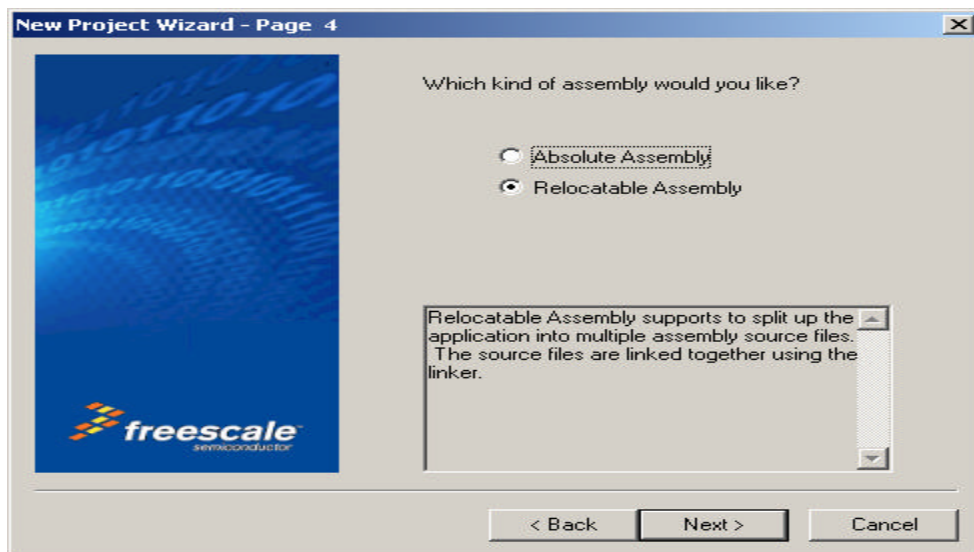 New Project Wizard - Page 4
Which kind of assembly would you like?
Absolute Assembly
Relocatable Assembly
Relocatable Assembly supports to split up the
application into multiple assembly source files.
The source files are linked together using the
linker.
freescale
semiconductor
< Back
Next >
Cancel